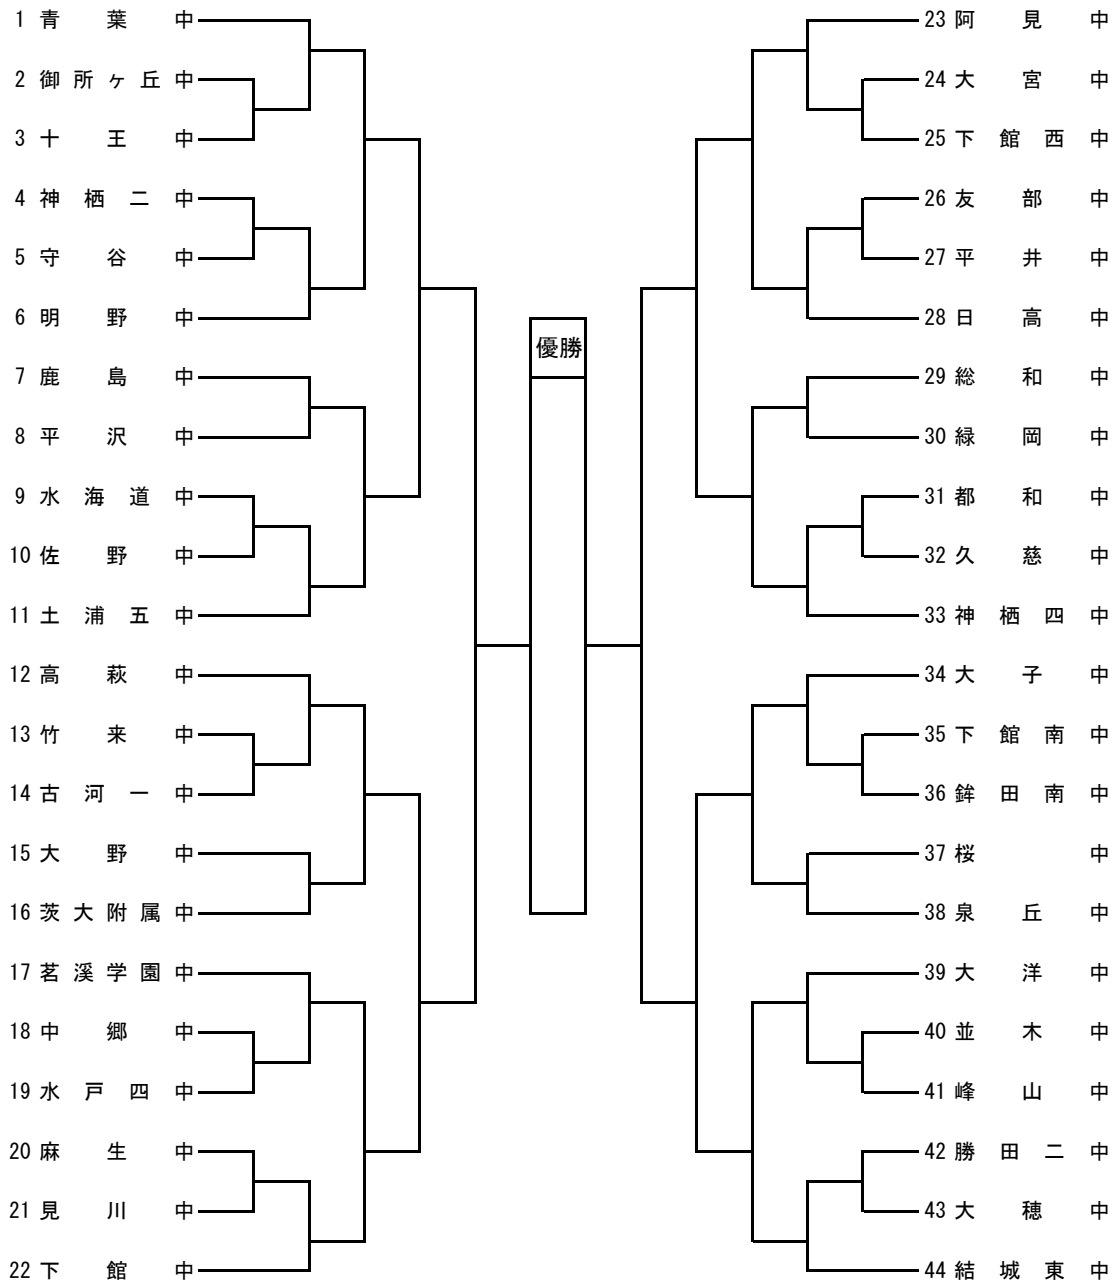 1 青葉中
2 御所ヶ丘中
3 十王中
4 神栖二中
5 守谷中
6 明野中
7 鹿島中
8 平沢中
9 水海道中
10 佐野中
11 土浦五中
12 高萩中
13 竹来中
14 古河一中
15 大野中
16 茨大附属中
17 茗溪学園中
18 中郷中
19 水戸四中
20 麻生中
21 見川中
22 下館中
優勝
23 阿見中
24 大宮中
25 下館西中
26 友部中
27 平井中
28 日高中
29 総和中
30 緑岡中
31 都和中
32 久慈中
33 神栖四中
34 大子中
35 下館南中
36 鉾田南中
37 桜中
38 泉丘中
39 大洋中
40 並木中
41 峰山中
42 勝田二中
43 大穂中
44 結城東中